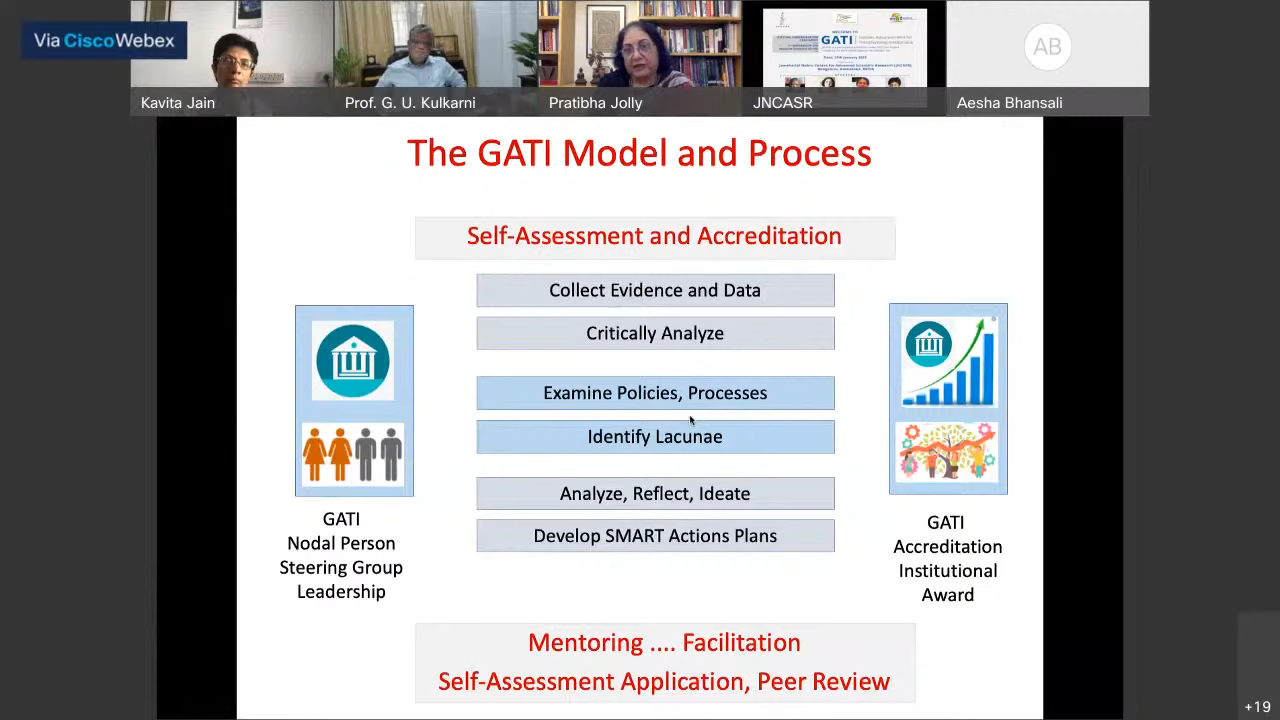 Via CiscoWebex
Kavita Jain
Prof. G. U. Kulkarni
Pratibha Jolly
WELCOME TO
GATI
JNCASR
AB
Aesha Bhansali
The GATI Model and Process
Self-Assessment and Accreditation
Collect Evidence and Data
Critically Analyze
Examine Policies, Processes
Identify Lacunae
Analyze, Reflect, Ideate
Develop SMART Actions Plans
GATI
Nodal Person
Steering Group
Leadership
GATI
Accreditation
Institutional
Award
Mentoring .... Facilitation
Self-Assessment Application, Peer Review
+19